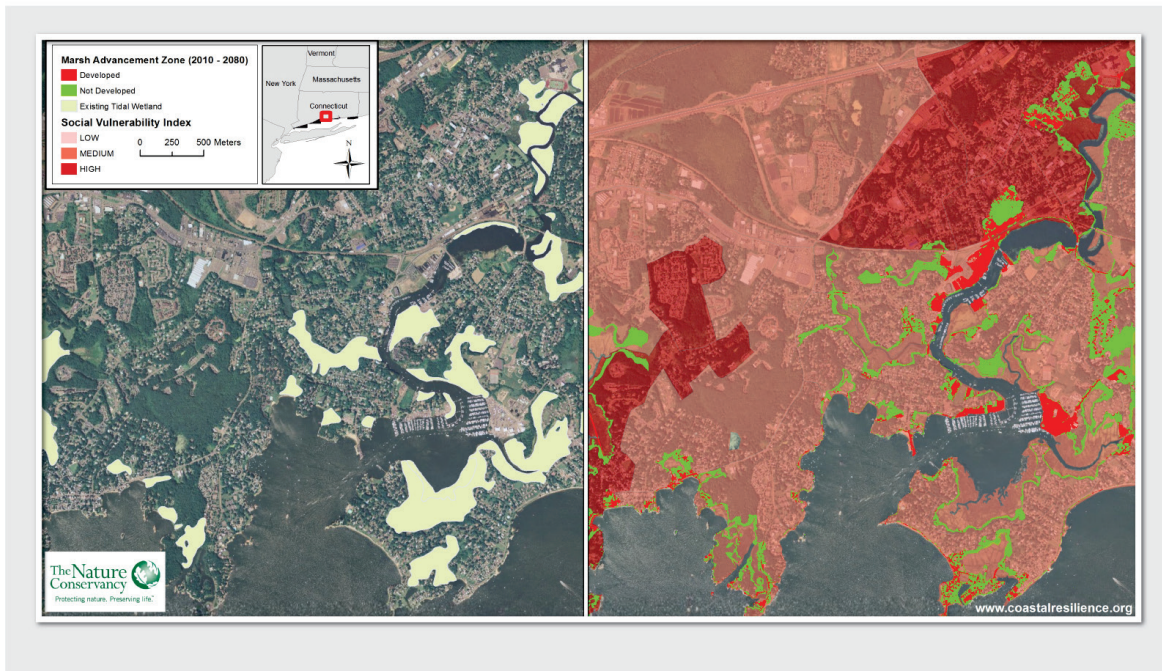 Marsh Advancement Zone (2010 - 2080)
Developed
Not Developed
Existing Tidal Wetland
Social Vulnerability Index
LOW
MEDIUM
HIGH
0 250 500 Meters
Vermont
New York
Massachusetts
Connecticut
N
The Nature
Conservancy
Protecting nature. Preserving life.™
www.coastalresilience.org